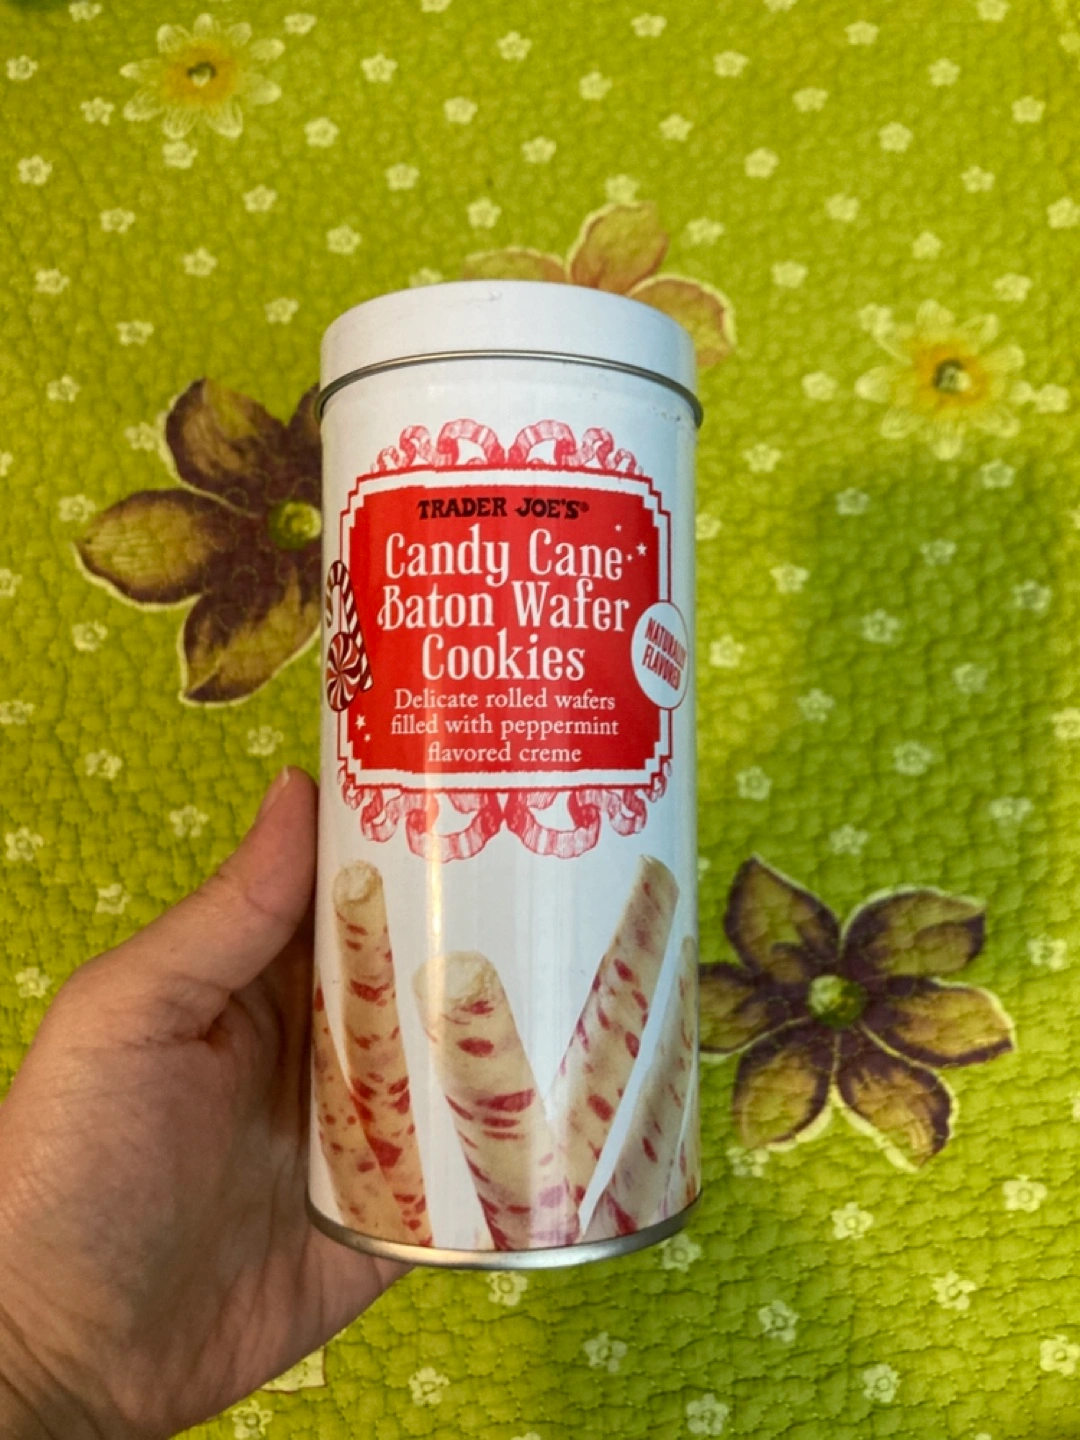 TRADER JOE'S®
Candy Cane
Baton Wafer
Cookies
NATURALLY
FLAVORED
Delicate rolled wafers
filled with peppermint
flavored creme